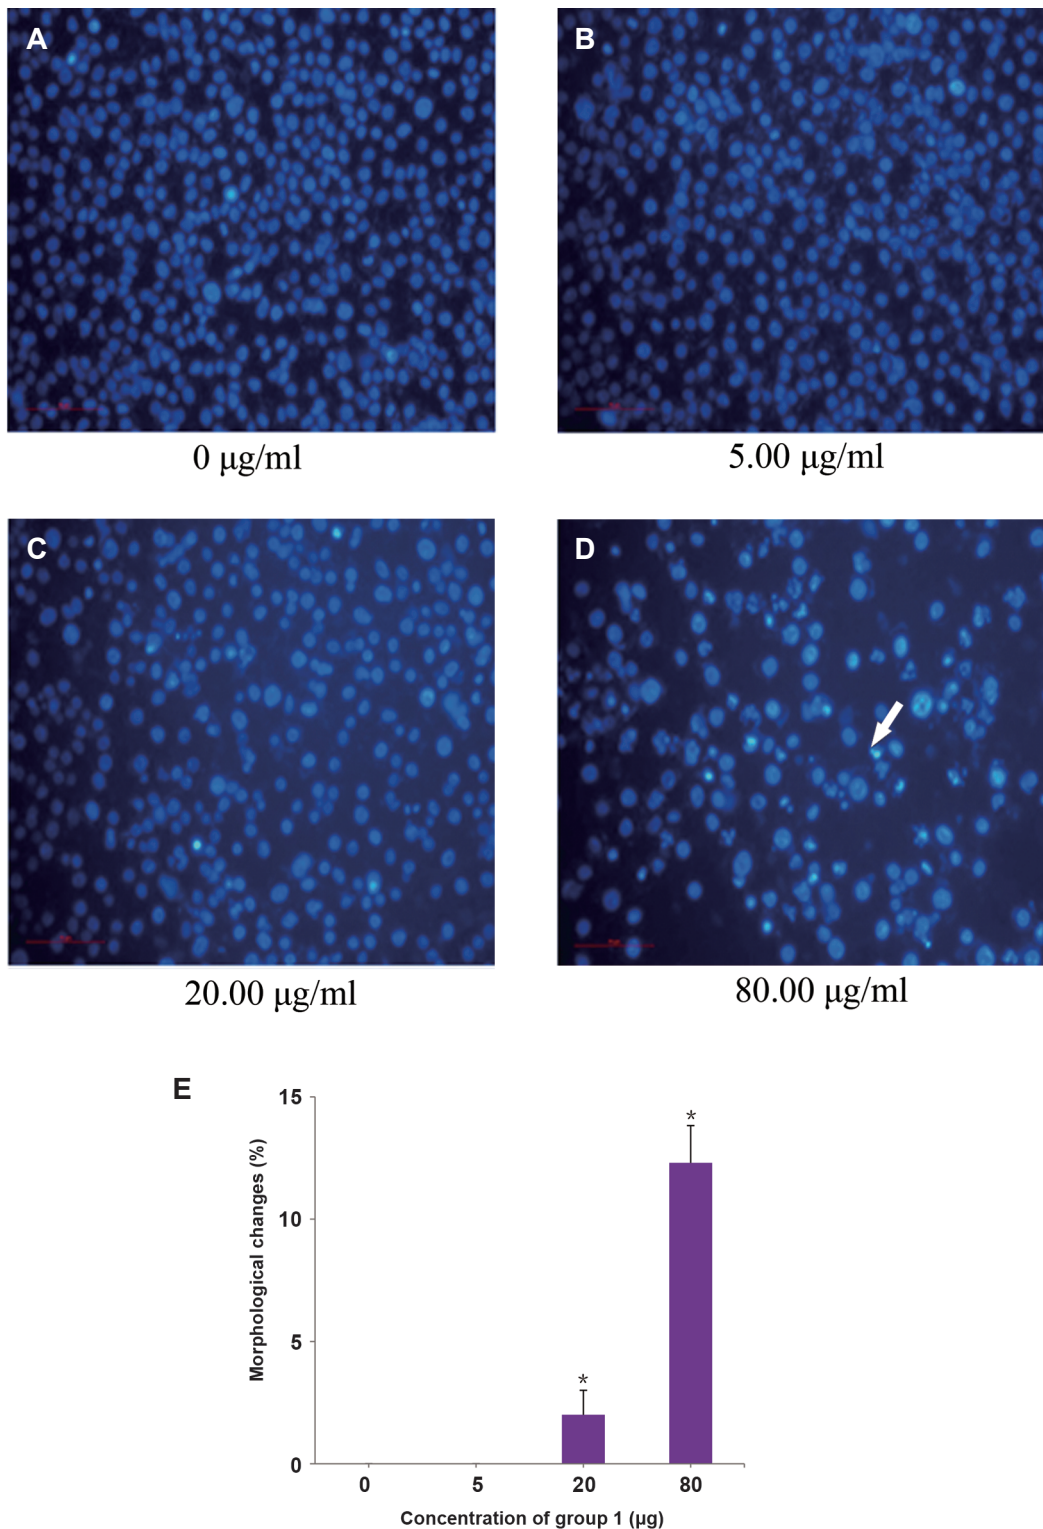 A
B
0 μg/ml
5.00 μg/ml
C
D
20.00 μg/ml
80.00 μg/ml
E
Morphological changes (%)
15
10
5
0
*
*
0 5 20 80
Concentration of group 1 (μg)